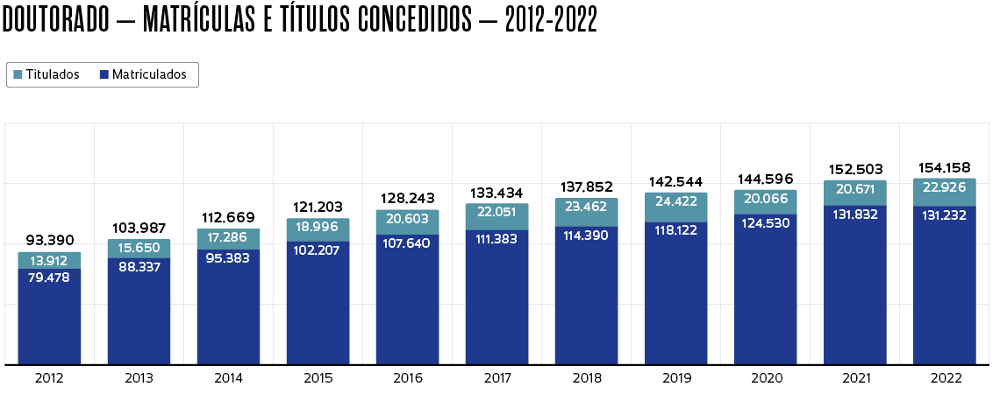 DOUTORADO — MATRÍCULAS E TÍTULOS CONCEDIDOS — 2012-2022
Titulados Matriculados
93.390 103.987 112.669 121.203 128.243 133.434 137.852 142.544 144.596 152.503 154.158
13.912 15.650 17.286 18.996 20.603 22.051 23.462 24.422 20.066 20.671 22.926
79.478 88.337 95.383 102.207 107.640 111.383 114.390 118.122 124.530 131.832 131.232
2012 2013 2014 2015 2016 2017 2018 2019 2020 2021 2022